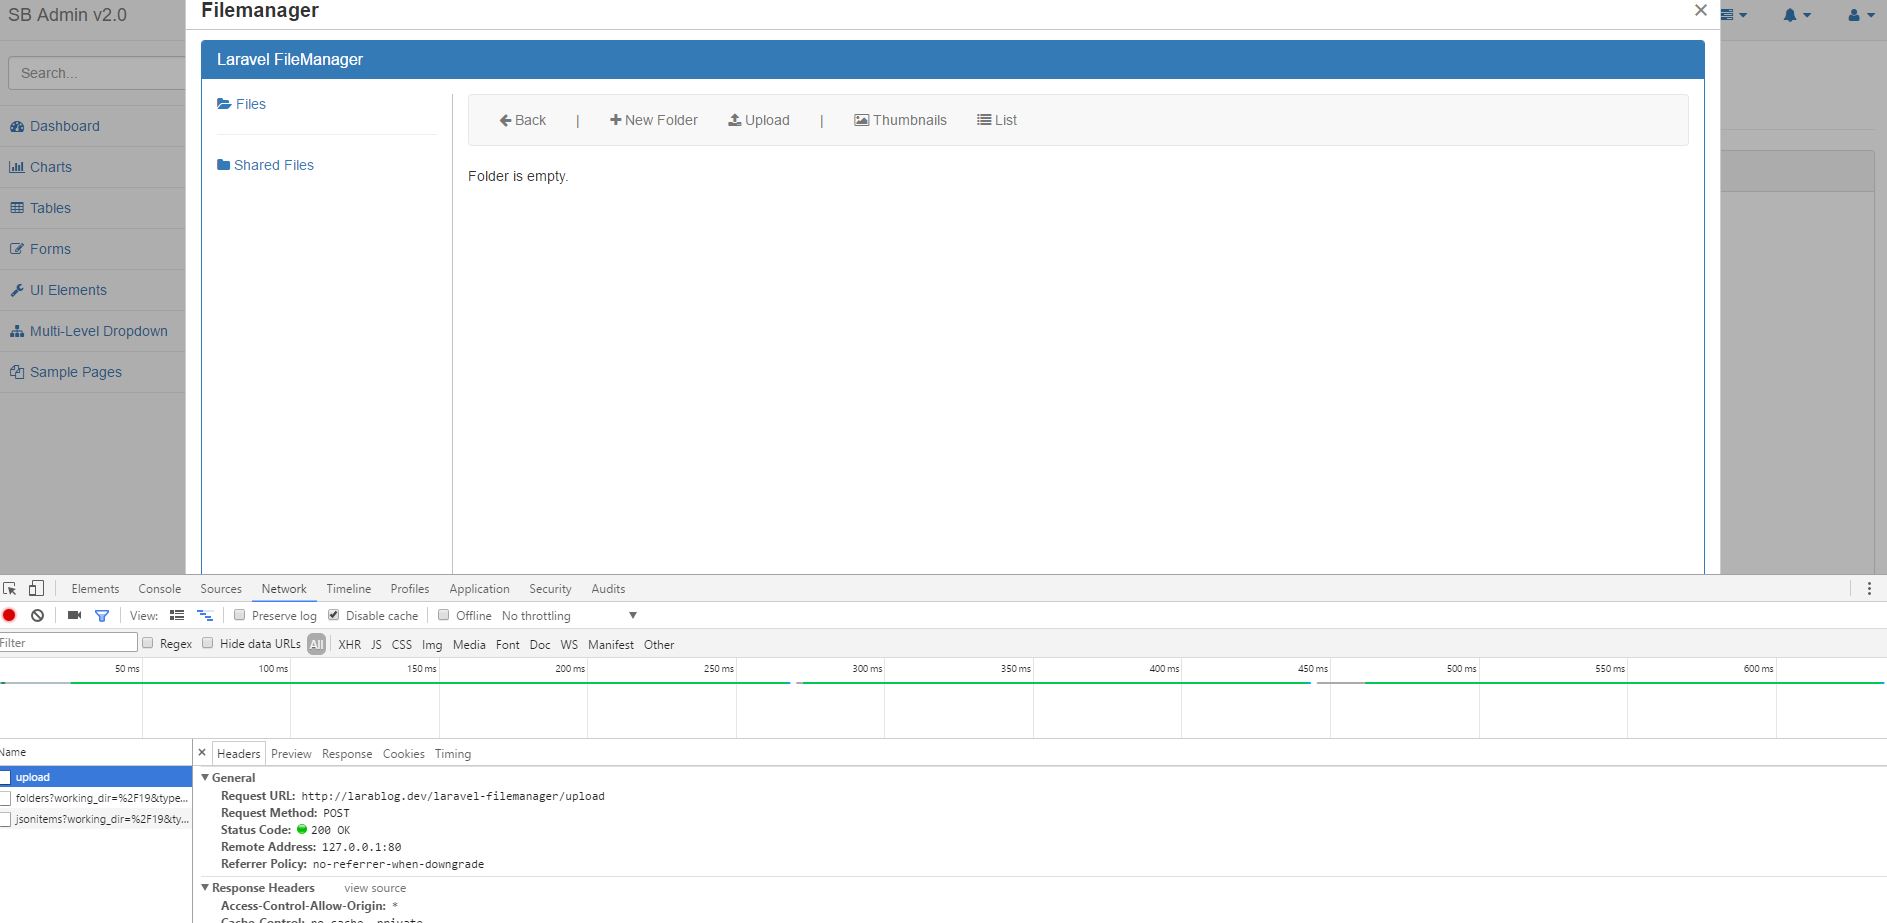 SB Admin v2.0
Filemanager
Search...
Laravel FileManager
Dashboard
Charts
Tables
Forms
UI Elements
Multi-Level Dropdown
Sample Pages
Files
Shared Files
Back | New Folder Upload | Thumbnails List
Folder is empty.
Elements Console Sources Network Timeline Profiles Application Security Audits
View: Preserve log Disable cache Offline No throttling
Filter Regex Hide data URLs All XHR JS CSS Img Media Font Doc WS Manifest Other
50 ms 100 ms 150 ms 200 ms 250 ms 300 ms 350 ms 400 ms 450 ms 500 ms 550 ms 600 ms
Name
upload
folders?working_dir=%2F19&type...
jsonitems?working_dir=%2F19&ty...
Headers Preview Response Cookies Timing
General
Request URL: http://larablog.dev/laravel-filemanager/upload
Request Method: POST
Status Code: 200 OK
Remote Address: 127.0.0.1:80
Referrer Policy: no-referrer-when-downgrade
Response Headers view source
Access-Control-Allow-Origin: *
Cache-Control: no-cache, private